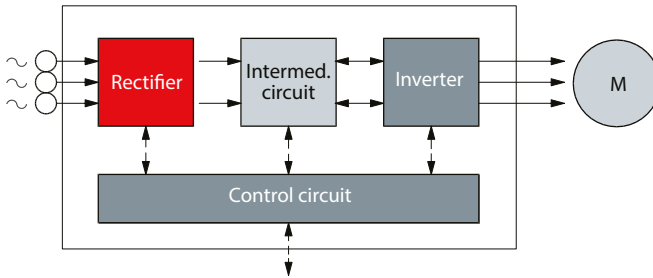 Rectifier
Intermed.
circuit
Inverter
M
Control circuit